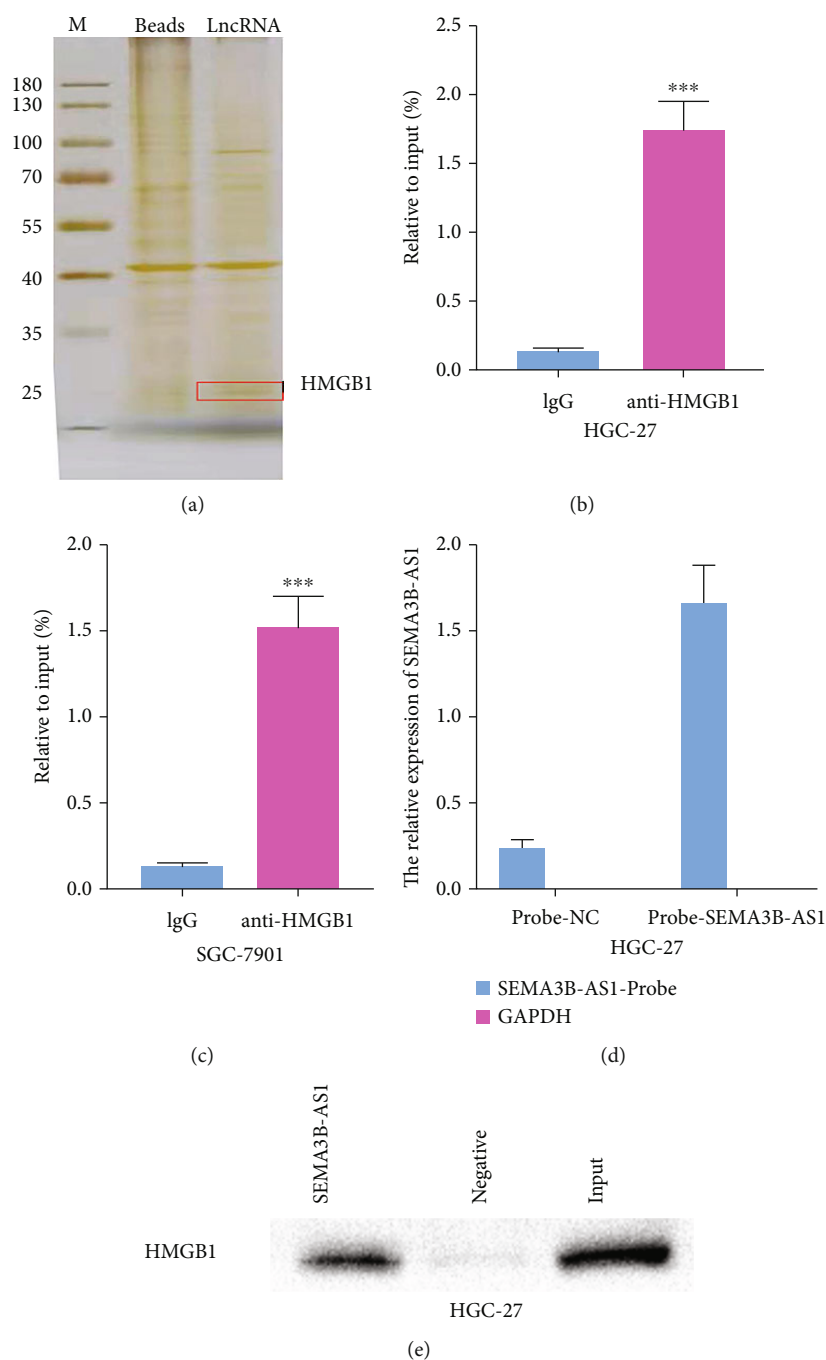 M Beads LncRNA
180
130
100
70
55
40
35
25
HMGB1
(a)
Relative to input (%)
2.5
2.0
1.5
1.0
0.5
0.0
***
lgG anti-HMGB1
HGC-27
(b)
Relative to input (%)
2.0
1.5
1.0
0.5
0.0
***
lgG anti-HMGB1
SGC-7901
(c)
The relative expression of SEMA3B-AS1
2.0
1.5
1.0
0.5
0.0
Probe-NC Probe-SEMA3B-AS1
HGC-27
SEMA3B-AS1-Probe
GAPDH
(d)
SEMA3B-AS1
Negative
Input
HMGB1
HGC-27
(e)